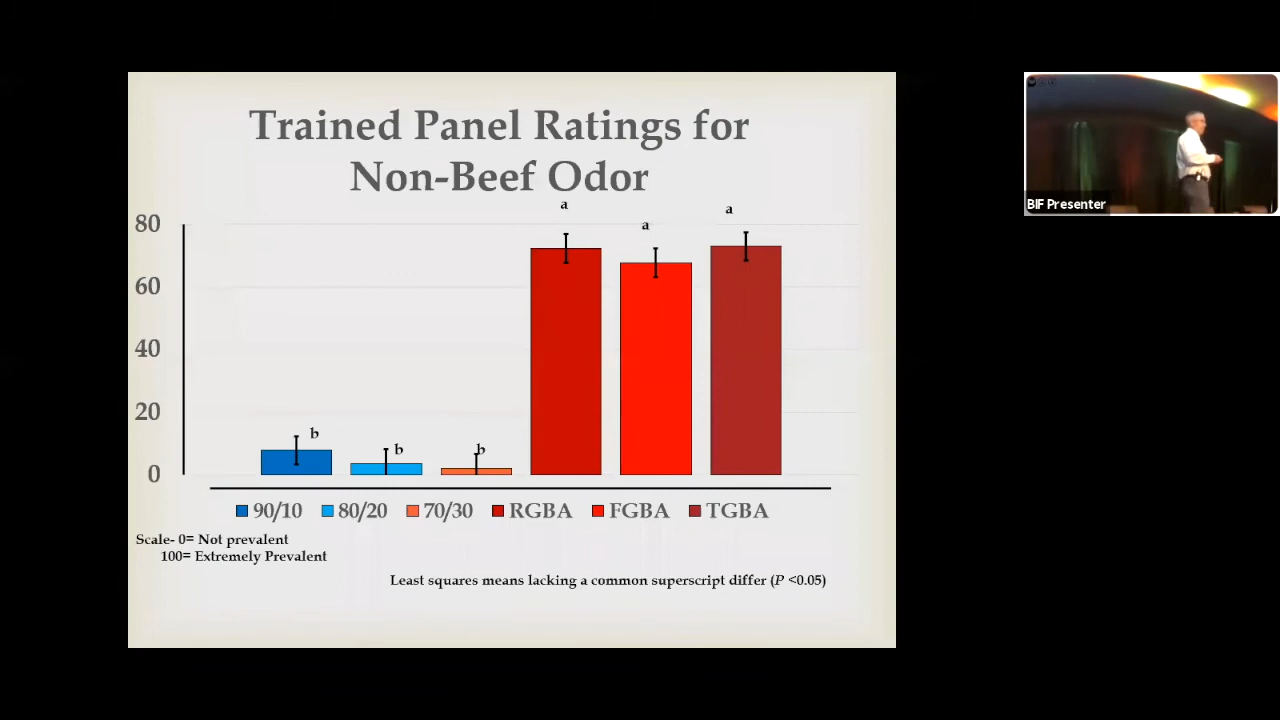 Trained Panel Ratings for
Non-Beef Odor
a
a
a
80
60
40
20
0
b
b
b
90/10 80/20 70/30 RGBA FGBA TGBA
Scale- 0= Not prevalent
100= Extremely Prevalent
Least squares means lacking a common superscript differ (P <0.05)
BIF Presenter